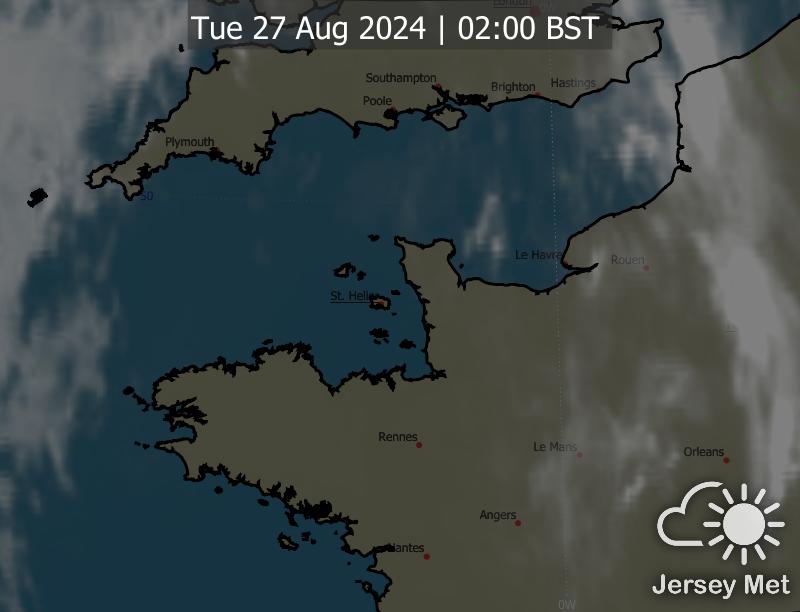 London
Tue 27 Aug 2024 | 02:00 BST
Southampton
Brighton
Hastings
Poole
Plymouth
50
Le Havre
Rouen
St. Helier
Rennes
Le Mans
Orleans
Angers
Nantes
0W
Jersey Met